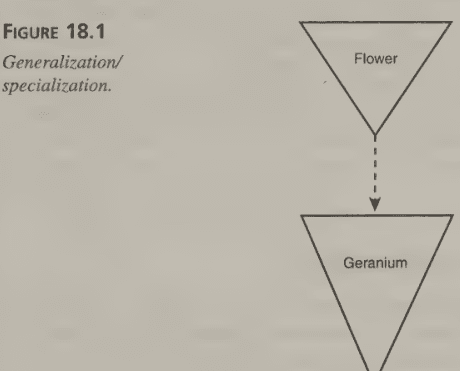 FIGURE 18.1
Generalization/
specialization.
Flower
Geranium